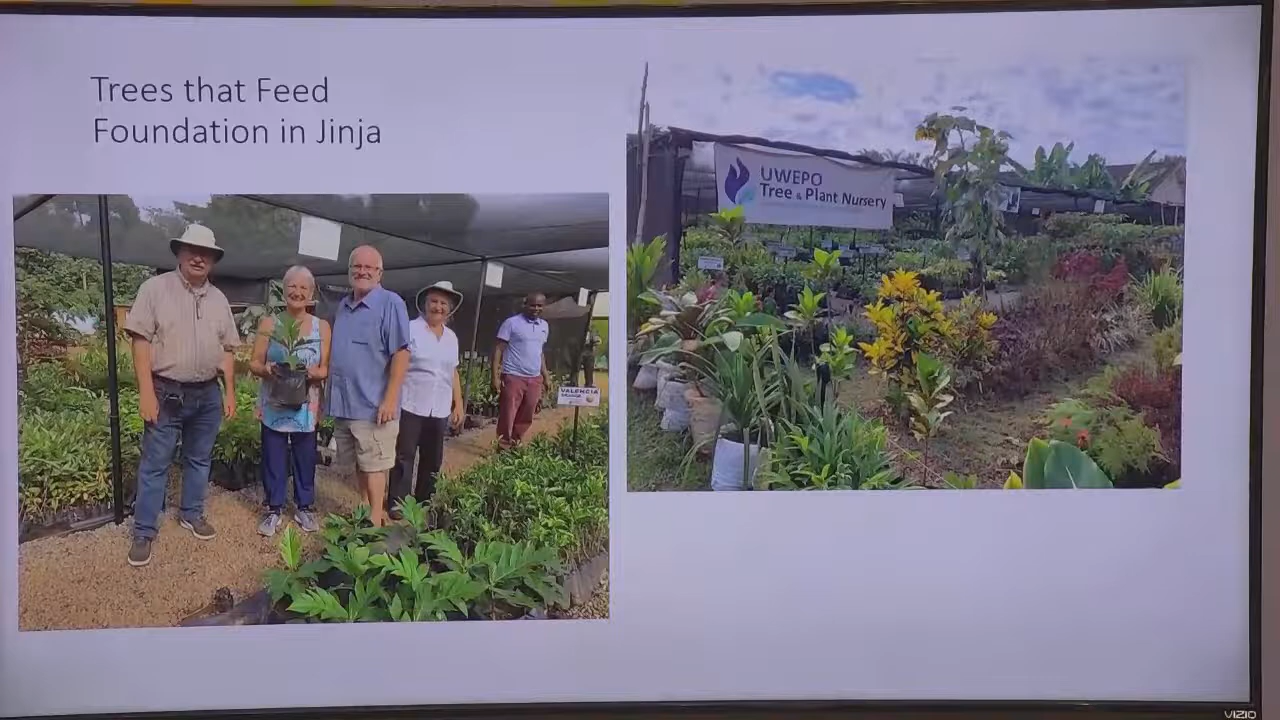 Trees that Feed
Foundation in Jinja
UWEPO
Tree & Plant Nursery
VALENCIA
VIZIO